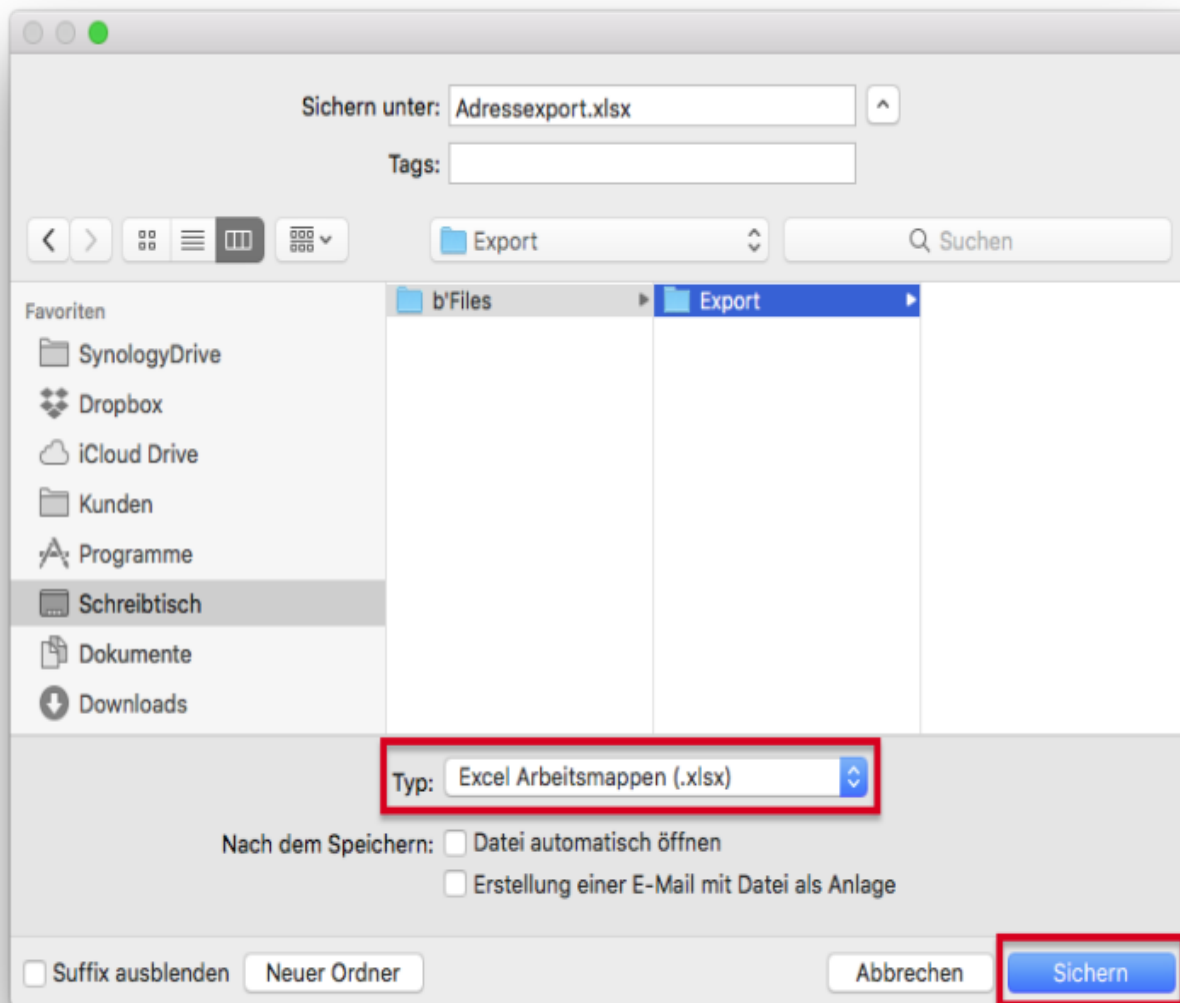 Sichern unter: Adressexport.xlsx
Tags:
Export
Suchen
Favoriten
SynologyDrive
Dropbox
iCloud Drive
Kunden
Programme
Schreibtisch
Dokumente
Downloads
b'Files
Export
Typ: Excel Arbeitsmappen (.xlsx)
Nach dem Speichern: Datei automatisch öffnen
Erstellung einer E-Mail mit Datei als Anlage
Suffix ausblenden
Neuer Ordner
Abbrechen
Sichern